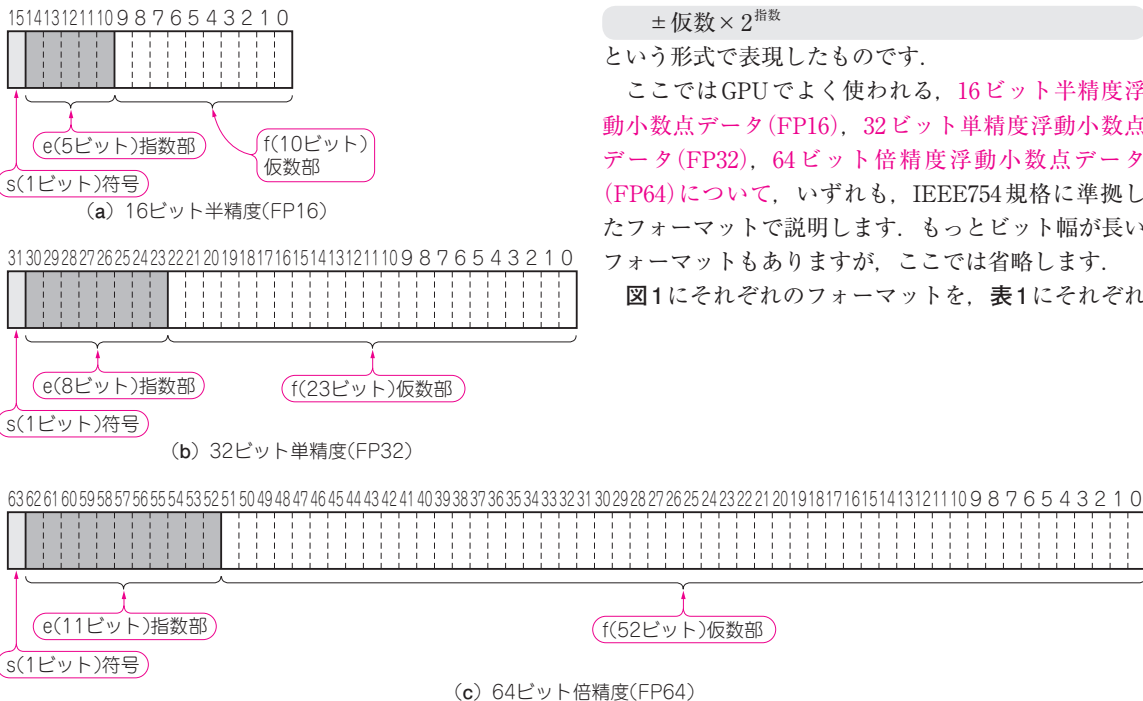 15 14 13 12 11 10 9 8 7 6 5 4 3 2 1 0
e(5ビット)指数部
f(10ビット)
仮数部
s(1ビット)符号
(a) 16ビット半精度(FP16)
31 30 29 28 27 26 25 24 23 22 21 20 19 18 17 16 15 14 13 12 11 10 9 8 7 6 5 4 3 2 1 0
e(8ビット)指数部
f(23ビット)仮数部
s(1ビット)符号
(b) 32ビット単精度(FP32)
±仮数×2^指数
という形式で表現したものです.
ここではGPUでよく使われる,16ビット半精度浮
動小数点データ(FP16),32ビット単精度浮動小数点
データ(FP32),64ビット倍精度浮動小数点データ
(FP64)について,いずれも,IEEE754規格に準拠し
たフォーマットで説明します.もっとビット幅が長い
フォーマットもありますが,ここでは省略します.
図1にそれぞれのフォーマットを,表1にそれぞれ
63 62 61 60 59 58 57 56 55 54 53 52 51 50 49 48 47 46 45 44 43 42 41 40 39 38 37 36 35 34 33 32 31 30 29 28 27 26 25 24 23 22 21 20 19 18 17 16 15 14 13 12 11 10 9 8 7 6 5 4 3 2 1 0
e(11ビット)指数部
f(52ビット)仮数部
s(1ビット)符号
(c) 64ビット倍精度(FP64)